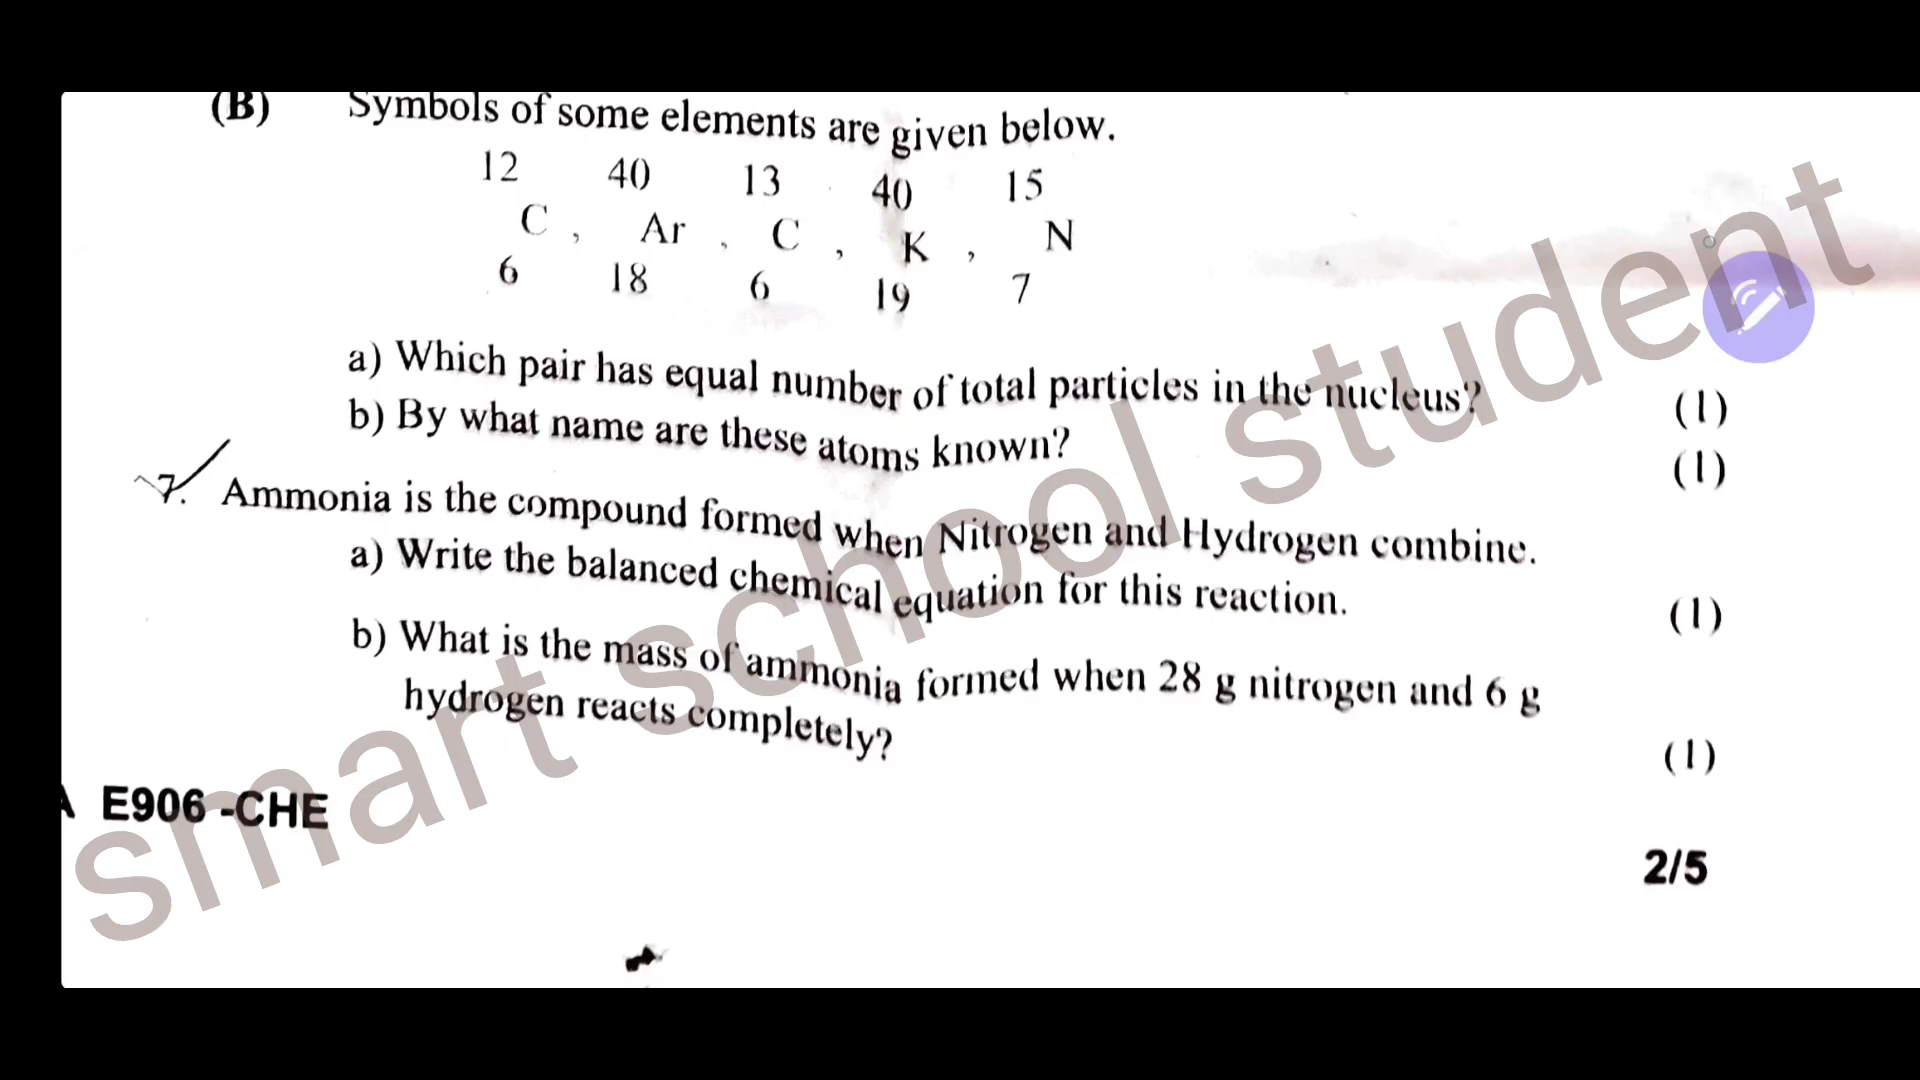 (B) Symbols of some elements are given below.
12 40 13 40 15
C , Ar , C , K , N
6 18 6 19 7
a) Which pair has equal number of total particles in the nucleus? (1)
b) By what name are these atoms known? (1)
7. Ammonia is the compound formed when Nitrogen and Hydrogen combine.
a) Write the balanced chemical equation for this reaction. (1)
b) What is the mass of ammonia formed when 28 g nitrogen and 6 g
hydrogen reacts completely? (1)
A E906 -CHE
2/5
smart school student